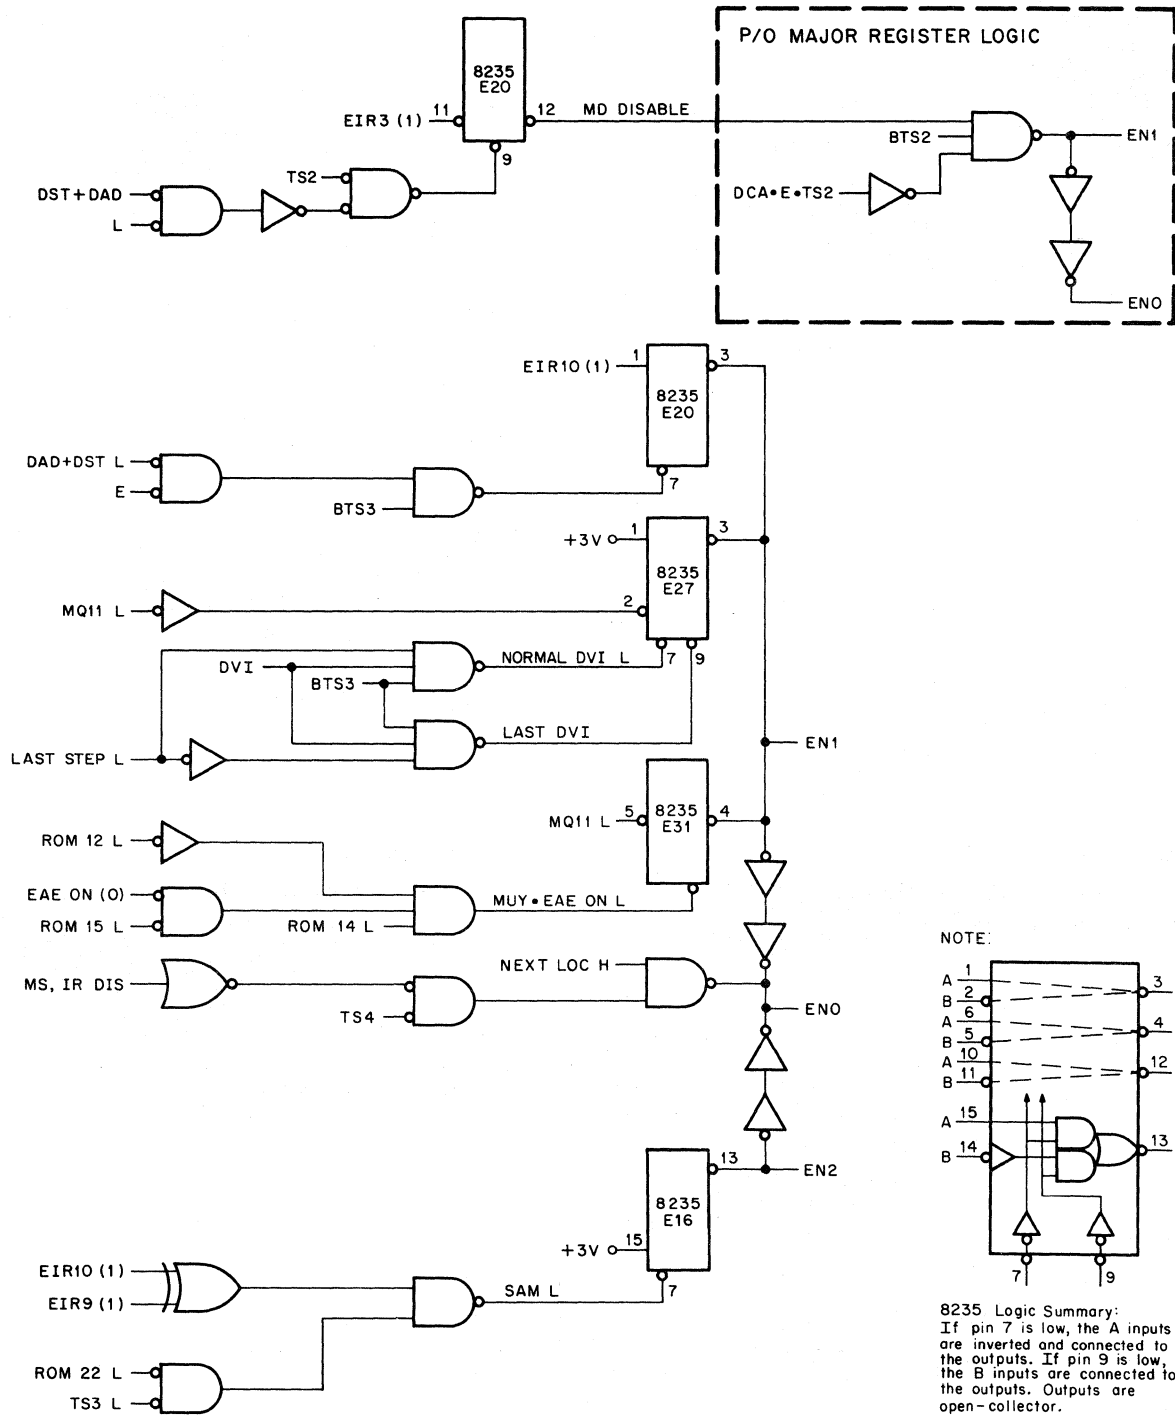 P/O MAJOR REGISTER LOGIC
8235
E20
EIR3 (1)
11
12
MD DISABLE
9
BTS2
EN1
TS2
DST+DAD
L
DCA•E•TS2
EN0
EIR10 (1)
1
3
8235
E20
DAD+DST L
E
BTS3
7
+3V
1
3
8235
E27
MQ11 L
2
7
9
NORMAL DVI L
DVI
BTS3
LAST DVI
LAST STEP L
EN1
MQ11 L
5
8235
E31
4
ROM 12 L
EAE ON (0)
ROM 15 L
ROM 14 L
MUY•EAE ON L
MS, IR DIS
NEXT LOC H
TS4
EN0
13
EN2
8235
E16
+3V
15
7
EIR10 (1)
EIR9 (1)
SAM L
ROM 22 L
TS3 L
NOTE:
A 1
3
B 2
A 6
4
B 5
A 10
12
B 11
A 15
13
B 14
7
9
8235 Logic Summary:
If pin 7 is low, the A inputs
are inverted and connected to
the outputs. If pin 9 is low,
the B inputs are connected to
the outputs. Outputs are
open-collector.